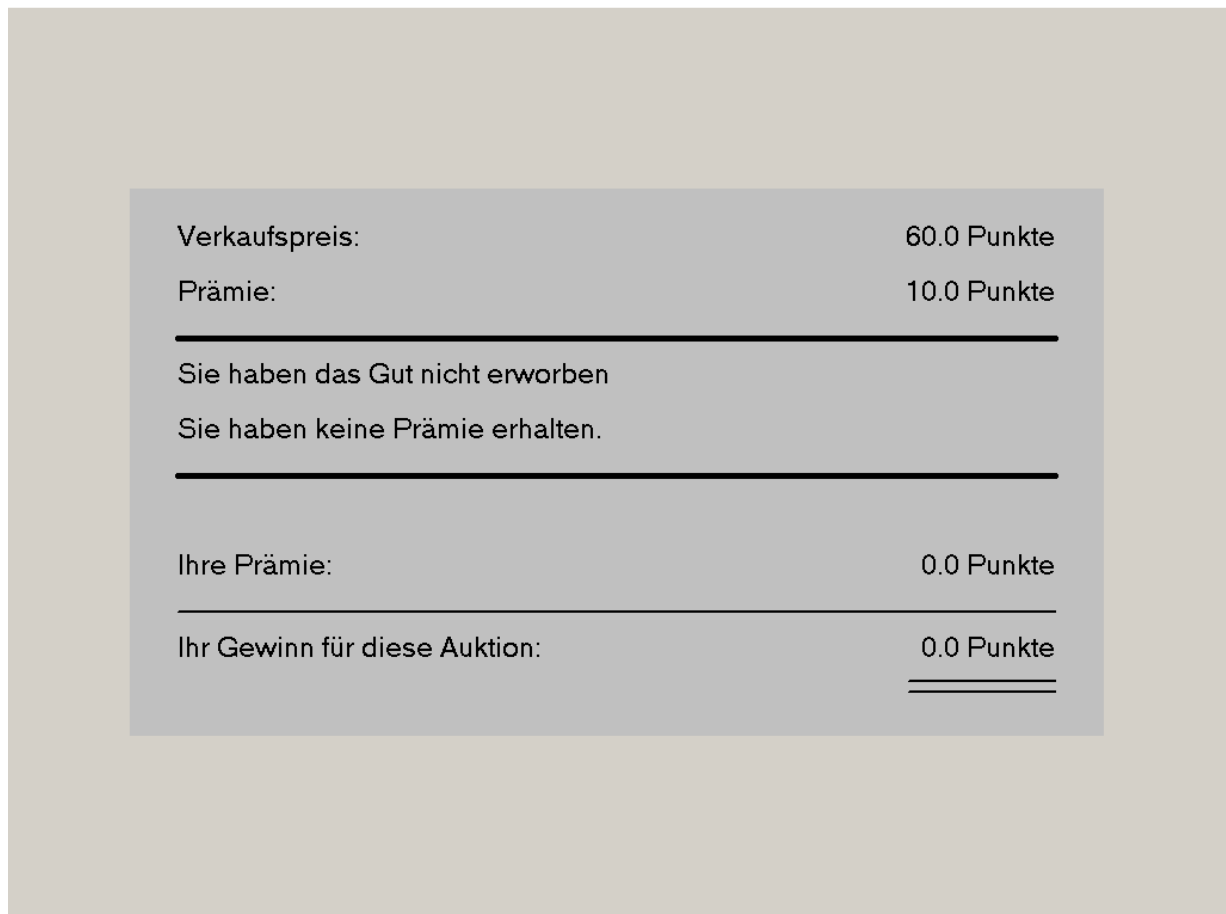 Verkaufspreis: 60.0 Punkte
Prämie: 10.0 Punkte
Sie haben das Gut nicht erworben
Sie haben keine Prämie erhalten.
Ihre Prämie: 0.0 Punkte
Ihr Gewinn für diese Auktion: 0.0 Punkte